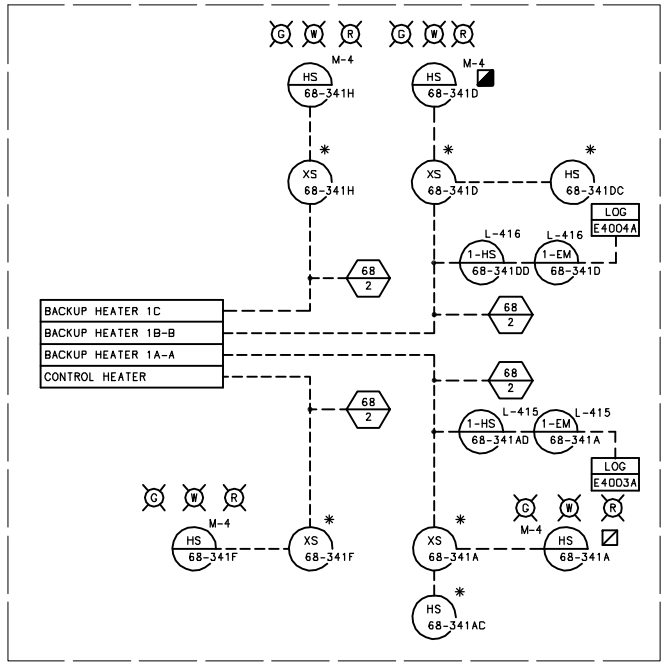 G W R G W R
M-4 M-4
HS HS
68-341H 68-341D
* * *
XS XS HS
68-341H 68-341D 68-341DC
LOG
E4004A
L-416 L-416
1-HS 1-EM
68-341DD 68-341D
68
2
68
2
BACKUP HEATER 1C
BACKUP HEATER 1B-B
BACKUP HEATER 1A-A
CONTROL HEATER
68
2
68
2
L-415 L-415
1-HS 1-EM
68-341AD 68-341A
LOG
E4003A
G W R
G W R
M-4 * * M-4
HS XS XS HS
68-341F 68-341F 68-341A 68-341A
*
HS
68-341AC